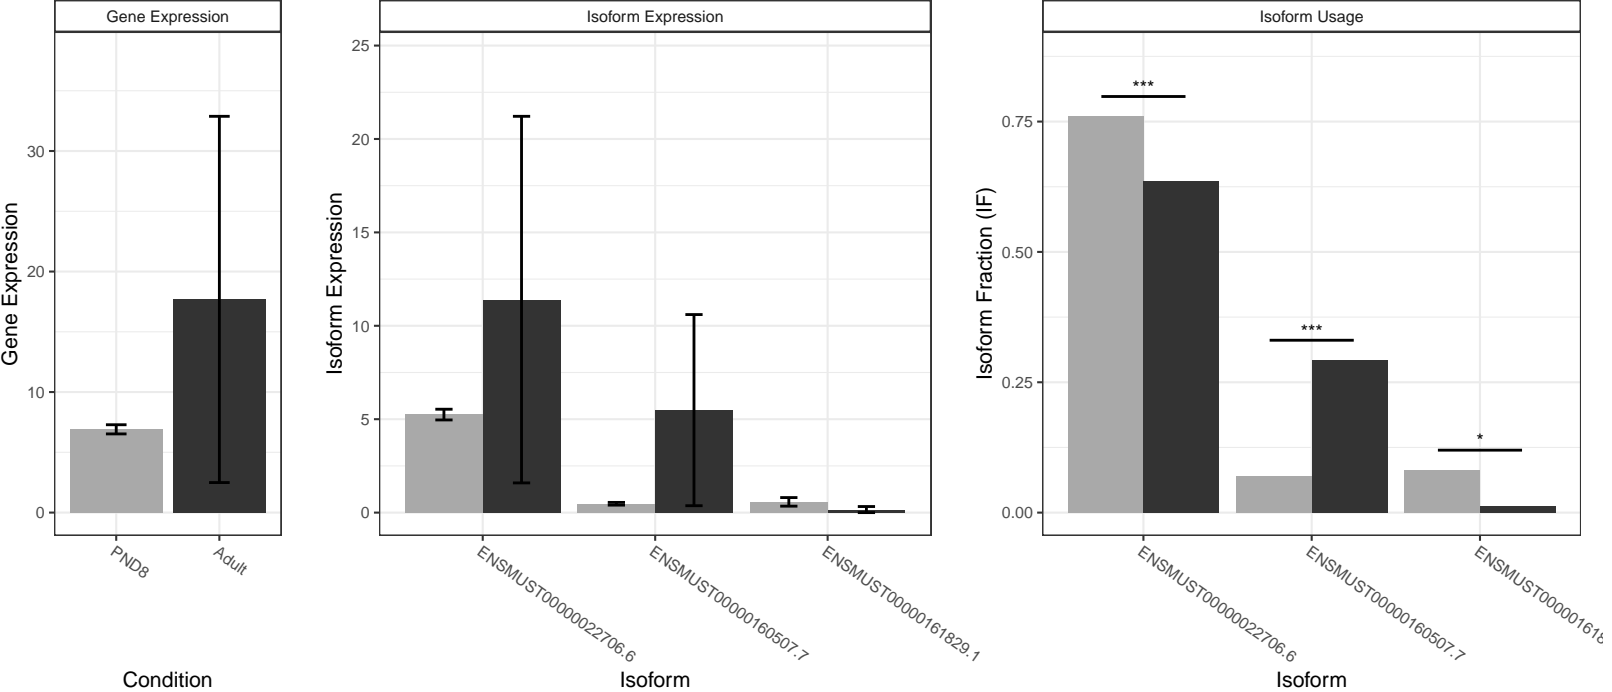 Gene Expression
Isoform Expression
Isoform Usage
Gene Expression
30
20
10
0
PND8
Adult
Condition
Isoform Expression
25
20
15
10
5
0
ENSMUST00000022706.6
ENSMUST00000160507.7
ENSMUST00000161829.1
Isoform
Isoform Fraction (IF)
0.75
0.50
0.25
0.00
***
***
*
ENSMUST00000022706.6
ENSMUST00000160507.7
ENSMUST000001618
Isoform